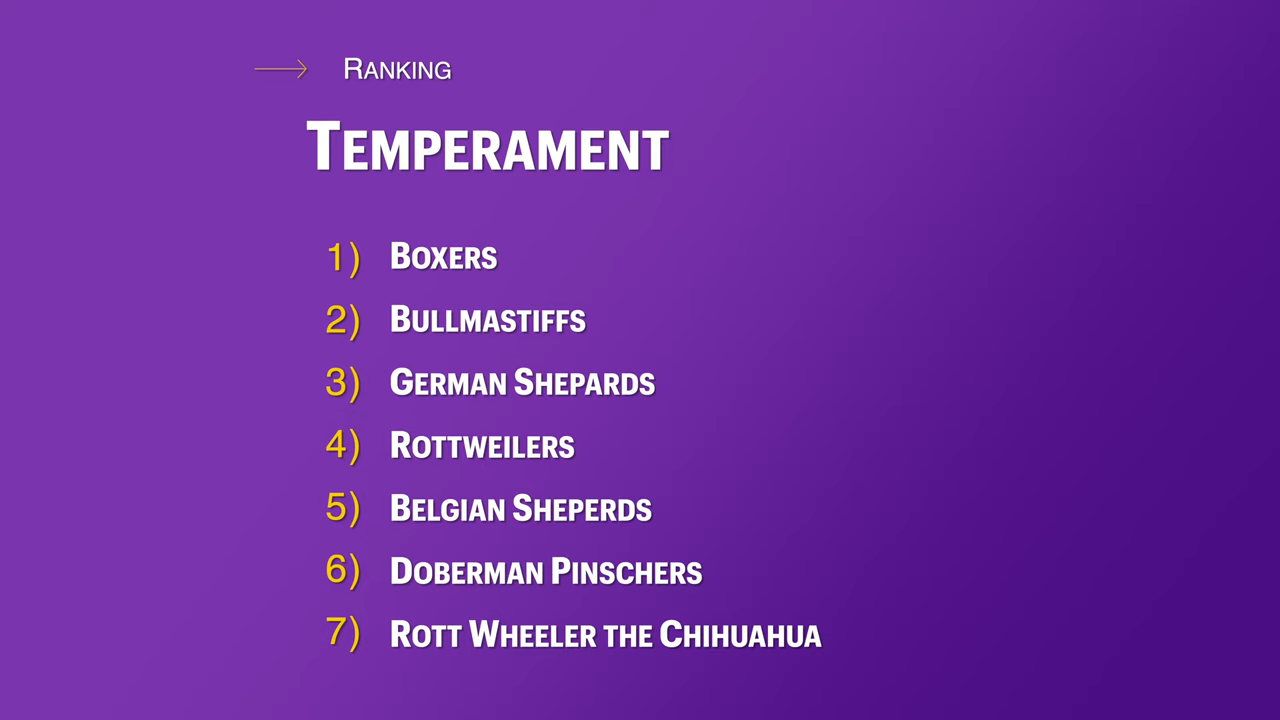 Ranking
Temperament
1) Boxers
2) Bullmastiffs
3) German Shepards
4) Rottweilers
5) Belgian Sheperds
6) Doberman Pinschers
7) Rott Wheeler the Chihuahua